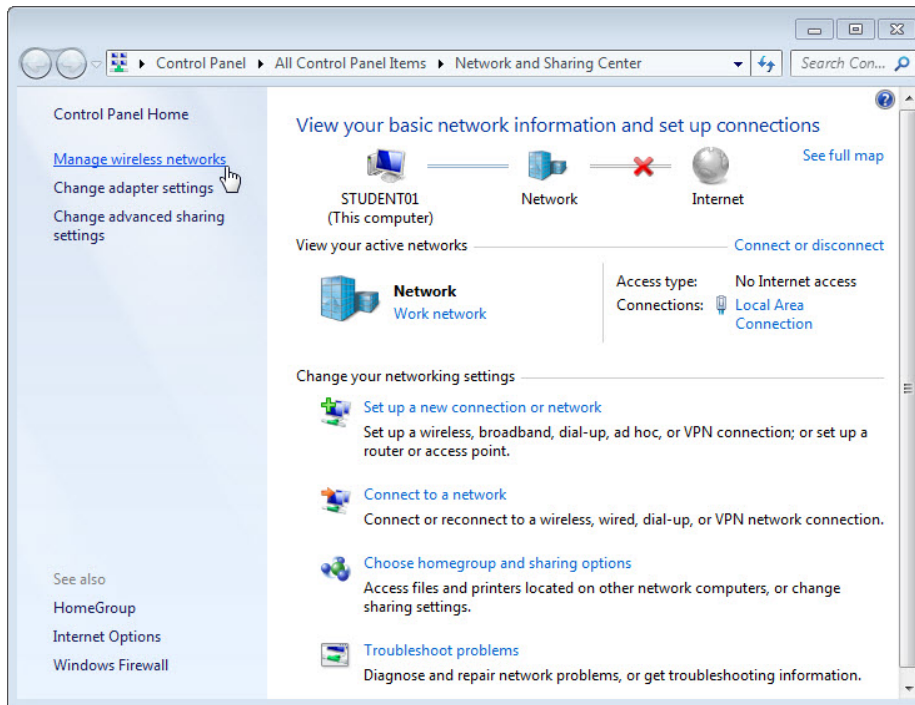 Control Panel
All Control Panel Items
Network and Sharing Center
Search Con...
Control Panel Home
Manage wireless networks
Change adapter settings
Change advanced sharing
settings
See also
HomeGroup
Internet Options
Windows Firewall
View your basic network information and set up connections
See full map
STUDENT01
(This computer)
Network
Internet
View your active networks
Connect or disconnect
Network
Work network
Access type:
No Internet access
Connections:
Local Area
Connection
Change your networking settings
Set up a new connection or network
Set up a wireless, broadband, dial-up, ad hoc, or VPN connection; or set up a
router or access point.
Connect to a network
Connect or reconnect to a wireless, wired, dial-up, or VPN network connection.
Choose homegroup and sharing options
Access files and printers located on other network computers, or change
sharing settings.
Troubleshoot problems
Diagnose and repair network problems, or get troubleshooting information.